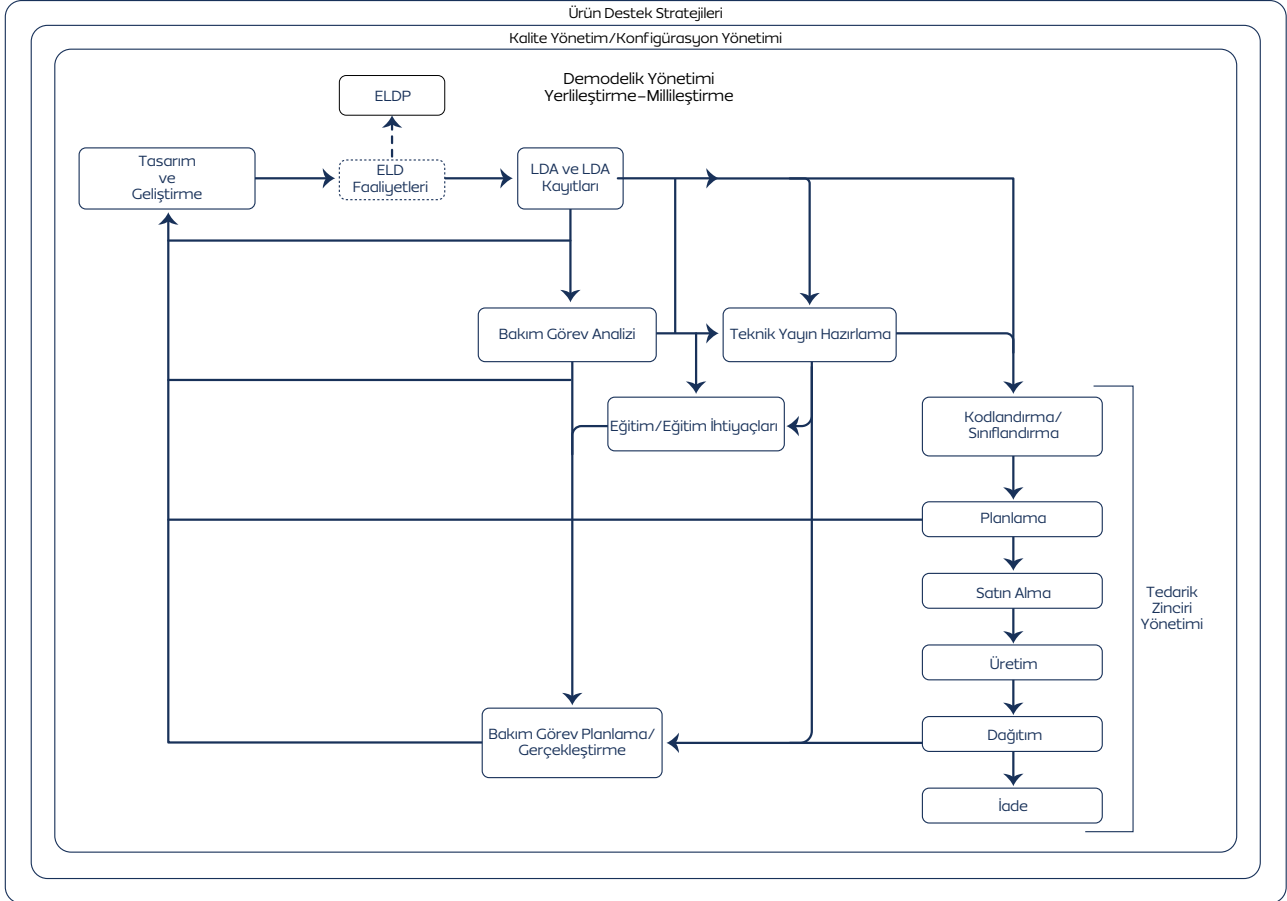 Ürün Destek Stratejileri
Kalite Yönetim/Konfigürasyon Yönetimi
Demodelik Yönetimi
Yerlileştirme-Millileştirme
ELDP
Tasarım
ve
Geliştirme
ELD
Faaliyetleri
LDA ve LDA
Kayıtları
Bakım Görev Analizi
Teknik Yayın Hazırlama
Eğitim/Eğitim İhtiyaçları
Kodlandırma/
Sınıflandırma
Planlama
Satın Alma
Tedarik
Zinciri
Yönetimi
Üretim
Bakım Görev Planlama/
Gerçekleştirme
Dağıtım
İade